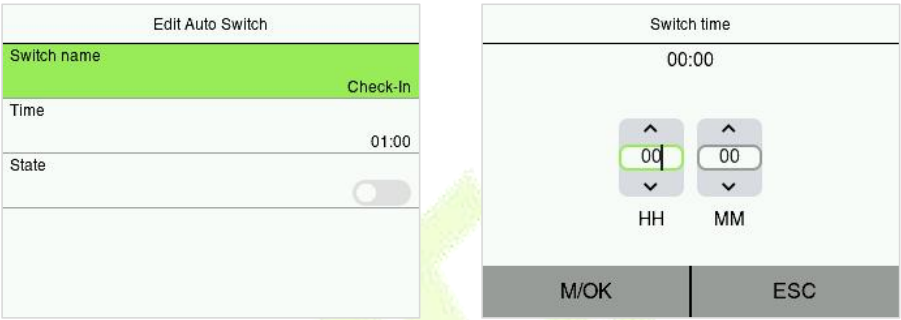 Edit Auto Switch
Switch name
Check-In
Time
01:00
State
Switch time
00:00
00 00
HH MM
M/OK ESC